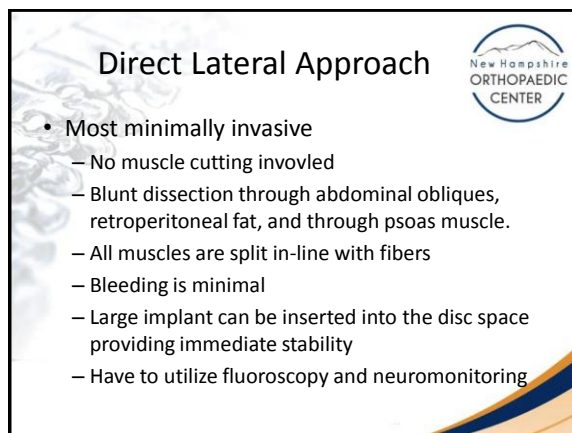 Direct Lateral Approach
New Hampshire
ORTHOPAEDIC
CENTER
• Most minimally invasive
– No muscle cutting invovled
– Blunt dissection through abdominal obliques,
retroperitoneal fat, and through psoas muscle.
– All muscles are split in-line with fibers
– Bleeding is minimal
– Large implant can be inserted into the disc space
providing immediate stability
– Have to utilize fluoroscopy and neuromonitoring